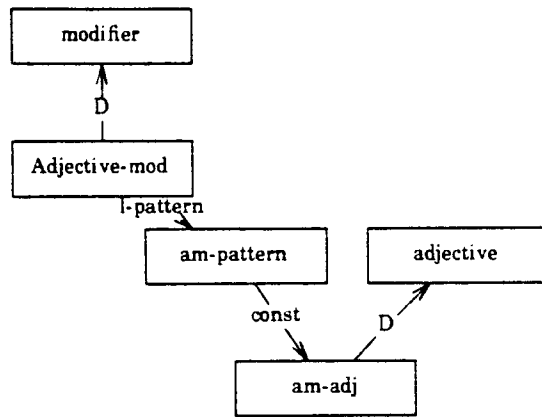 modifier
D
Adjective-mod
l-pattern
am-pattern
adjective
const
D
am-adj